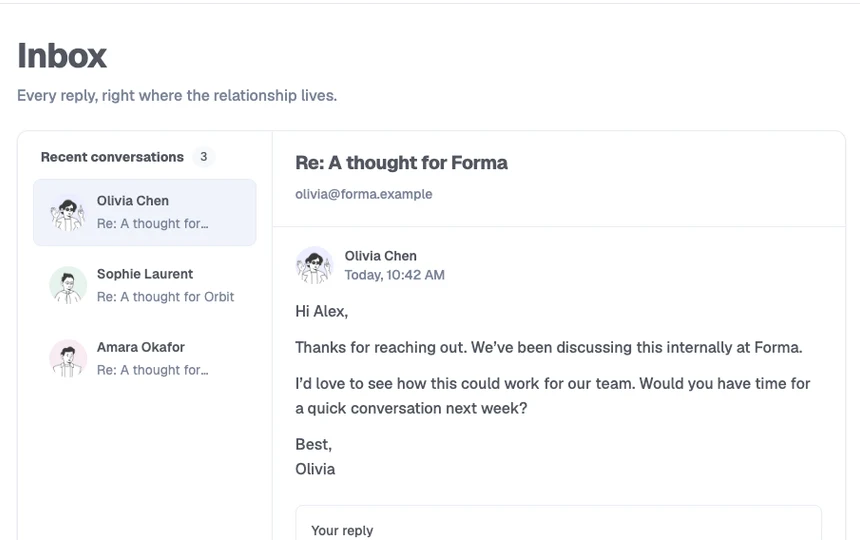 Inbox
Every reply, right where the relationship lives.
Recent conversations 3
Olivia Chen
Re: A thought for...
Sophie Laurent
Re: A thought for Orbit
Amara Okafor
Re: A thought for...
Re: A thought for Forma
olivia@forma.example
Olivia Chen
Today, 10:42 AM
Hi Alex,
Thanks for reaching out. We’ve been discussing this internally at Forma.
I’d love to see how this could work for our team. Would you have time for
a quick conversation next week?
Best,
Olivia
Your reply